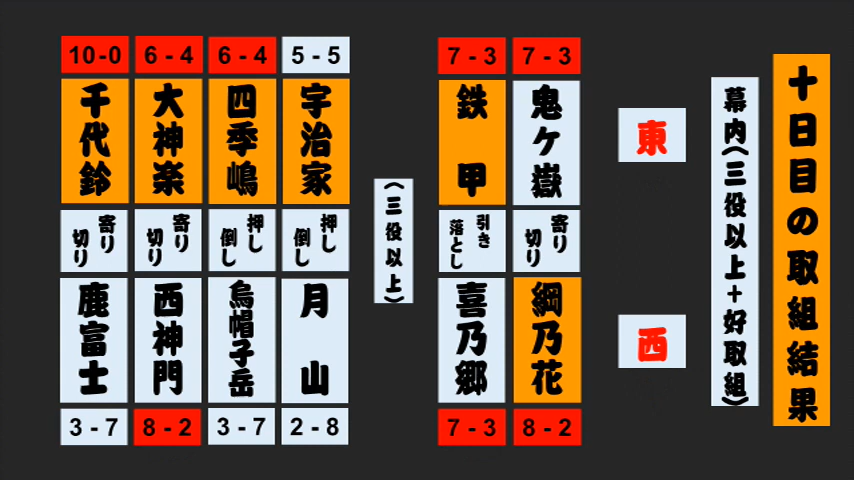 十日目の取組結果
幕内(三役以上+好取組)
東
西
7-3
鬼ケ嶽
寄り
切り
綱乃花
8-2
7-3
鉄甲
引き
落とし
喜乃郷
7-3
(三役以上)
5-5
宇治家
押し
倒し
月山
2-8
6-4
四季嶋
押し
倒し
烏帽子岳
3-7
6-4
大神楽
寄り
切り
西神門
8-2
10-0
千代鈴
寄り
切り
鹿富士
3-7